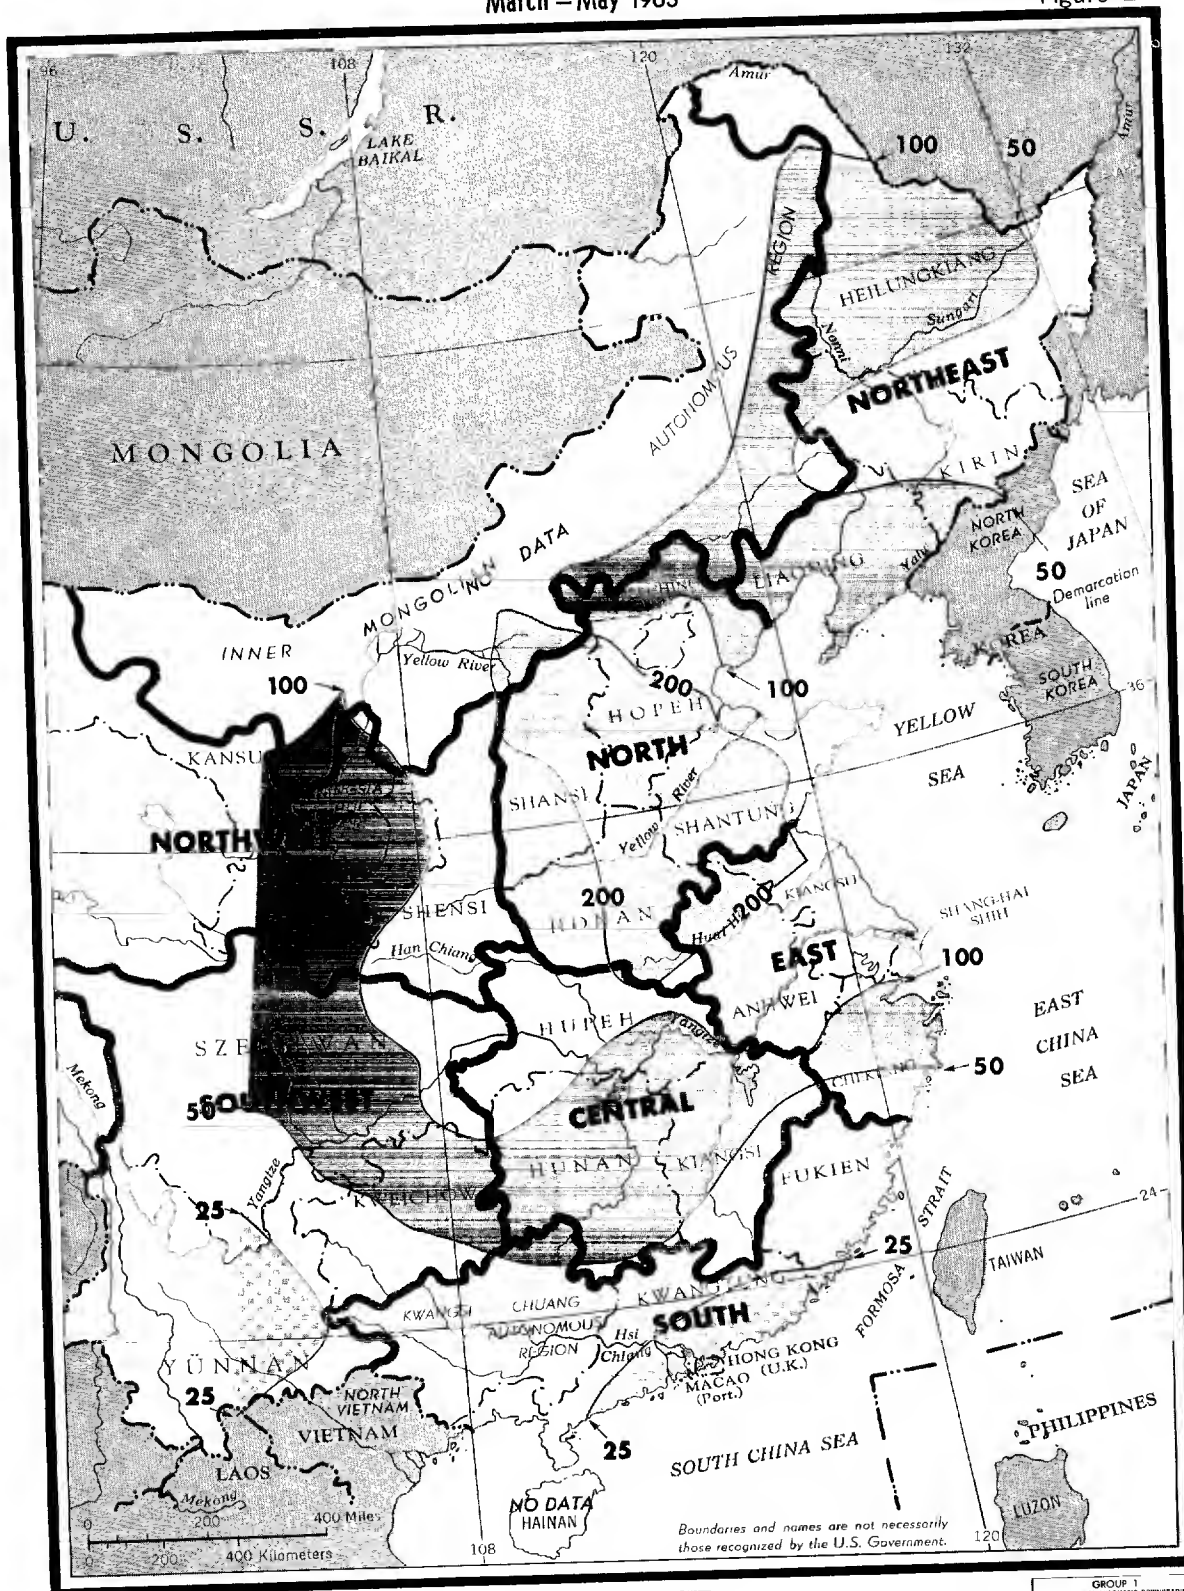 March – May 1963
96
108
120
132
U. S. S. R.
LAKE
BAIKAL
Amur
Amur
100
50
REGION
HEILUNGKIANG
Sungari
Nonni
NORTHEAST
AUTONOMOUS
MONGOLIA
KIRIN
SEA
OF
JAPAN
NORTH
KOREA
NO DATA
MONGOLIAN
LIAONING
Yalu
50
Demarcation
line
KOREA
SOUTH
KOREA
INNER
Yellow River
100
200
100
HOPEH
36
YELLOW
SEA
KANSU
NORTH
JAPAN
SHANSI
Yellow River
SHANTUNG
NORTHWEST
KIANGSU
SHANG-HAI
SHIH
SHENSI
200
HONAN
200
Han Chiang
EAST
100
ANHWEI
EAST
CHINA
SEA
HUPEH
Yangtze
SZECHWAN
Mekong
50
CHEKIANG
50
SOUTHWEST
CENTRAL
HUNAN
KIANGSI
FUKIEN
Yangtze
KWEICHOW
25
STRAIT
24
25
TAIWAN
KWANGTUNG
CHUANG
KWANGSI
AUTONOMOUS
REGION
SOUTH
FORMOSA
Hsi
Chiang
HONG KONG
(U.K.)
MACAO
(Port.)
YÜNNAN
25
NORTH
VIETNAM
VIETNAM
25
SOUTH CHINA SEA
PHILIPPINES
LAOS
Mekong
NO DATA
HAINAN
LUZON
0 200 400 Miles
0 200 400 Kilometers
108
120
Boundaries and names are not necessarily
those recognized by the U.S. Government.
GROUP 1